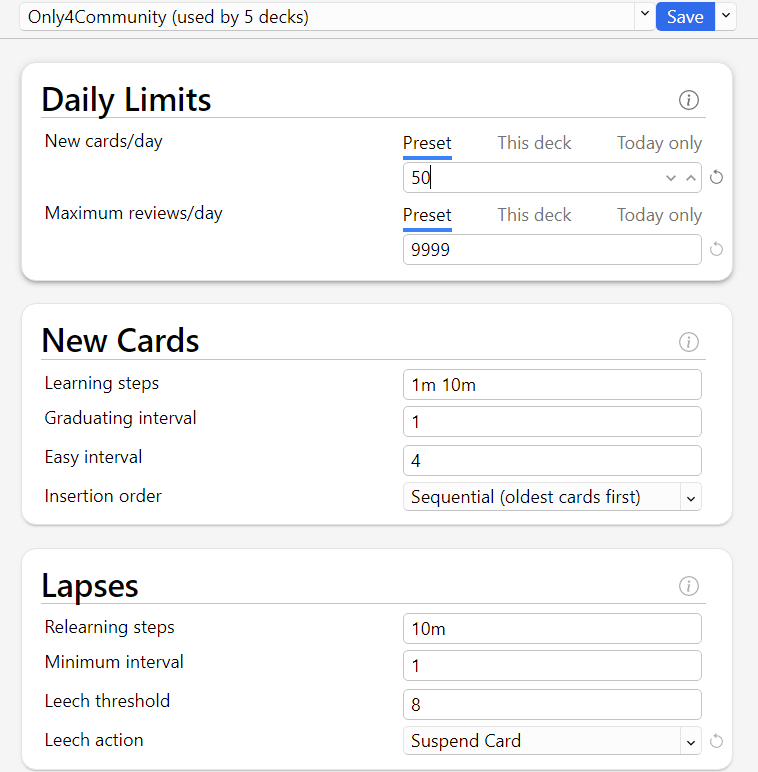 Only4Community (used by 5 decks)
Save
Daily Limits
New cards/day
Preset This deck Today only
50
Maximum reviews/day
Preset This deck Today only
9999
New Cards
Learning steps 1m 10m
Graduating interval 1
Easy interval 4
Insertion order Sequential (oldest cards first)
Lapses
Relearning steps 10m
Minimum interval 1
Leech threshold 8
Leech action Suspend Card